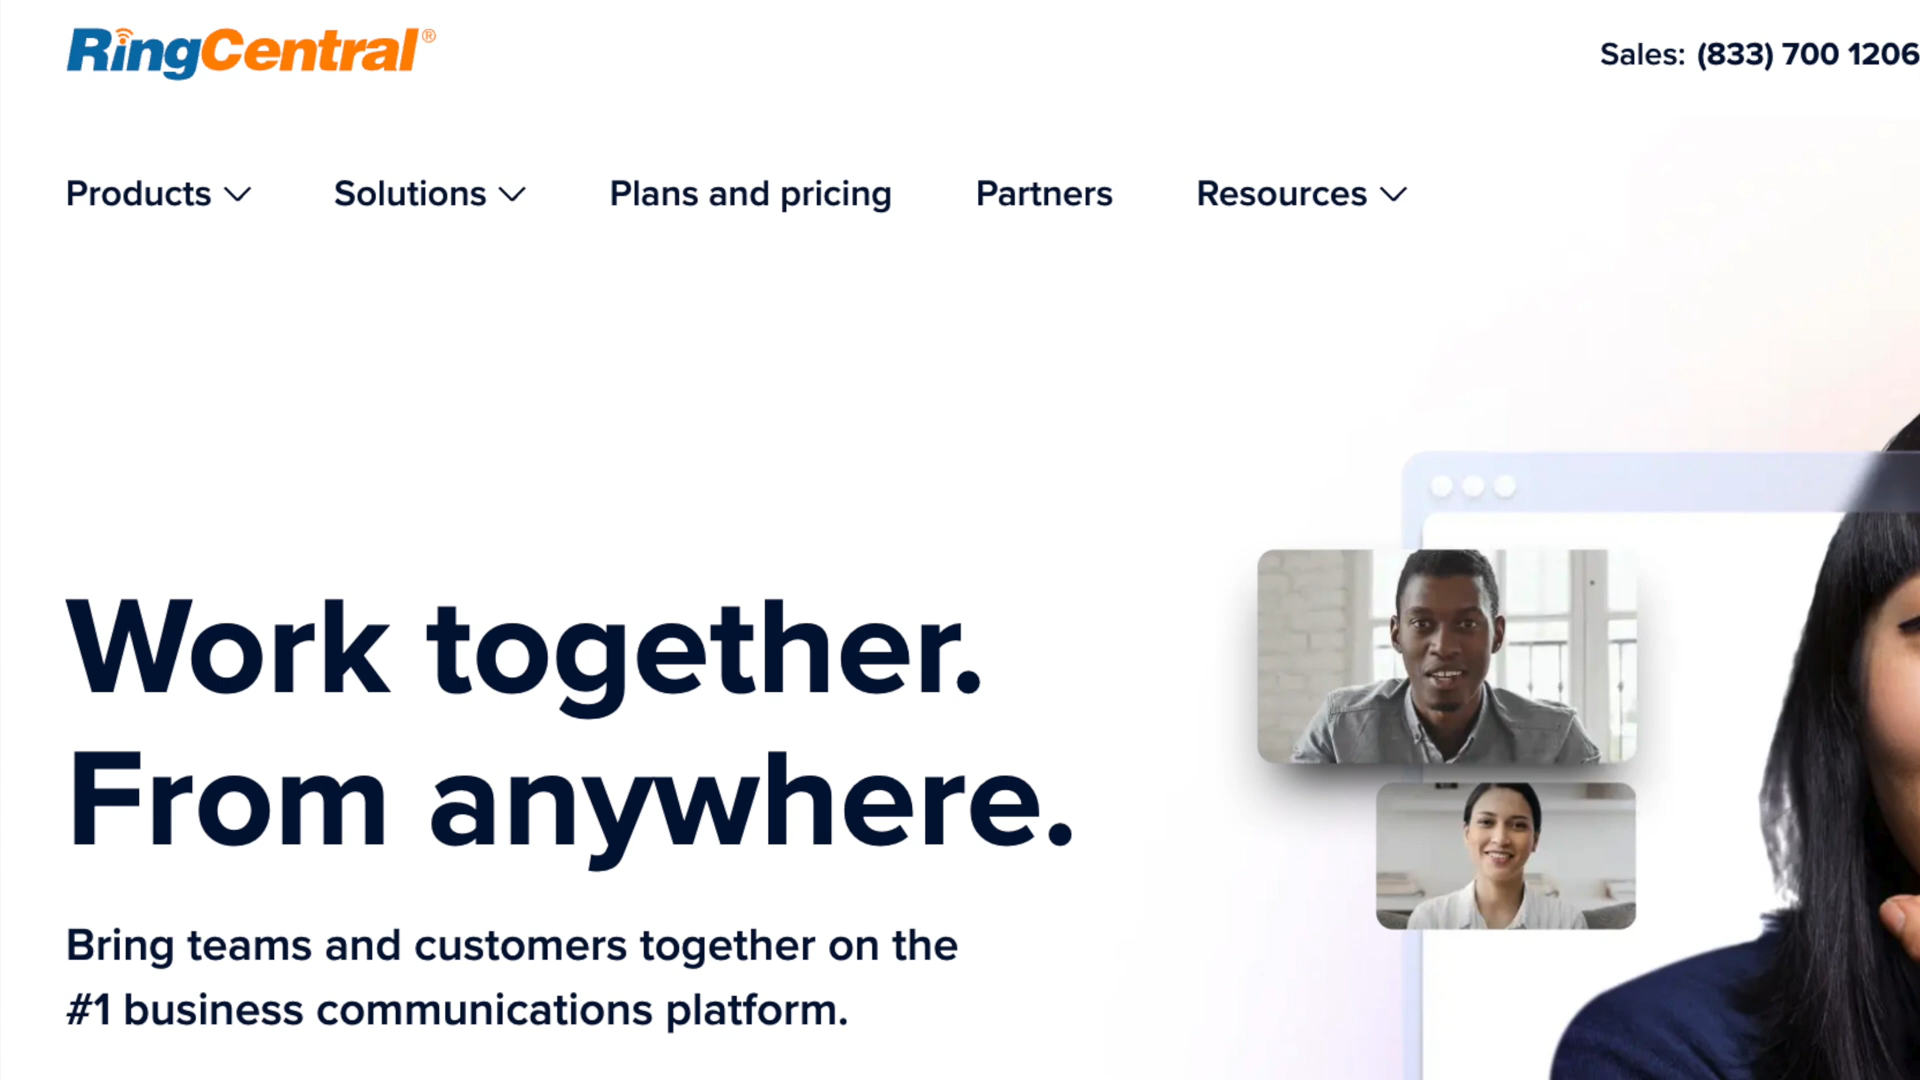 RingCentral®
Sales: (833) 700 1206
Products
Solutions
Plans and pricing
Partners
Resources
Work together.
From anywhere.
Bring teams and customers together on the
#1 business communications platform.